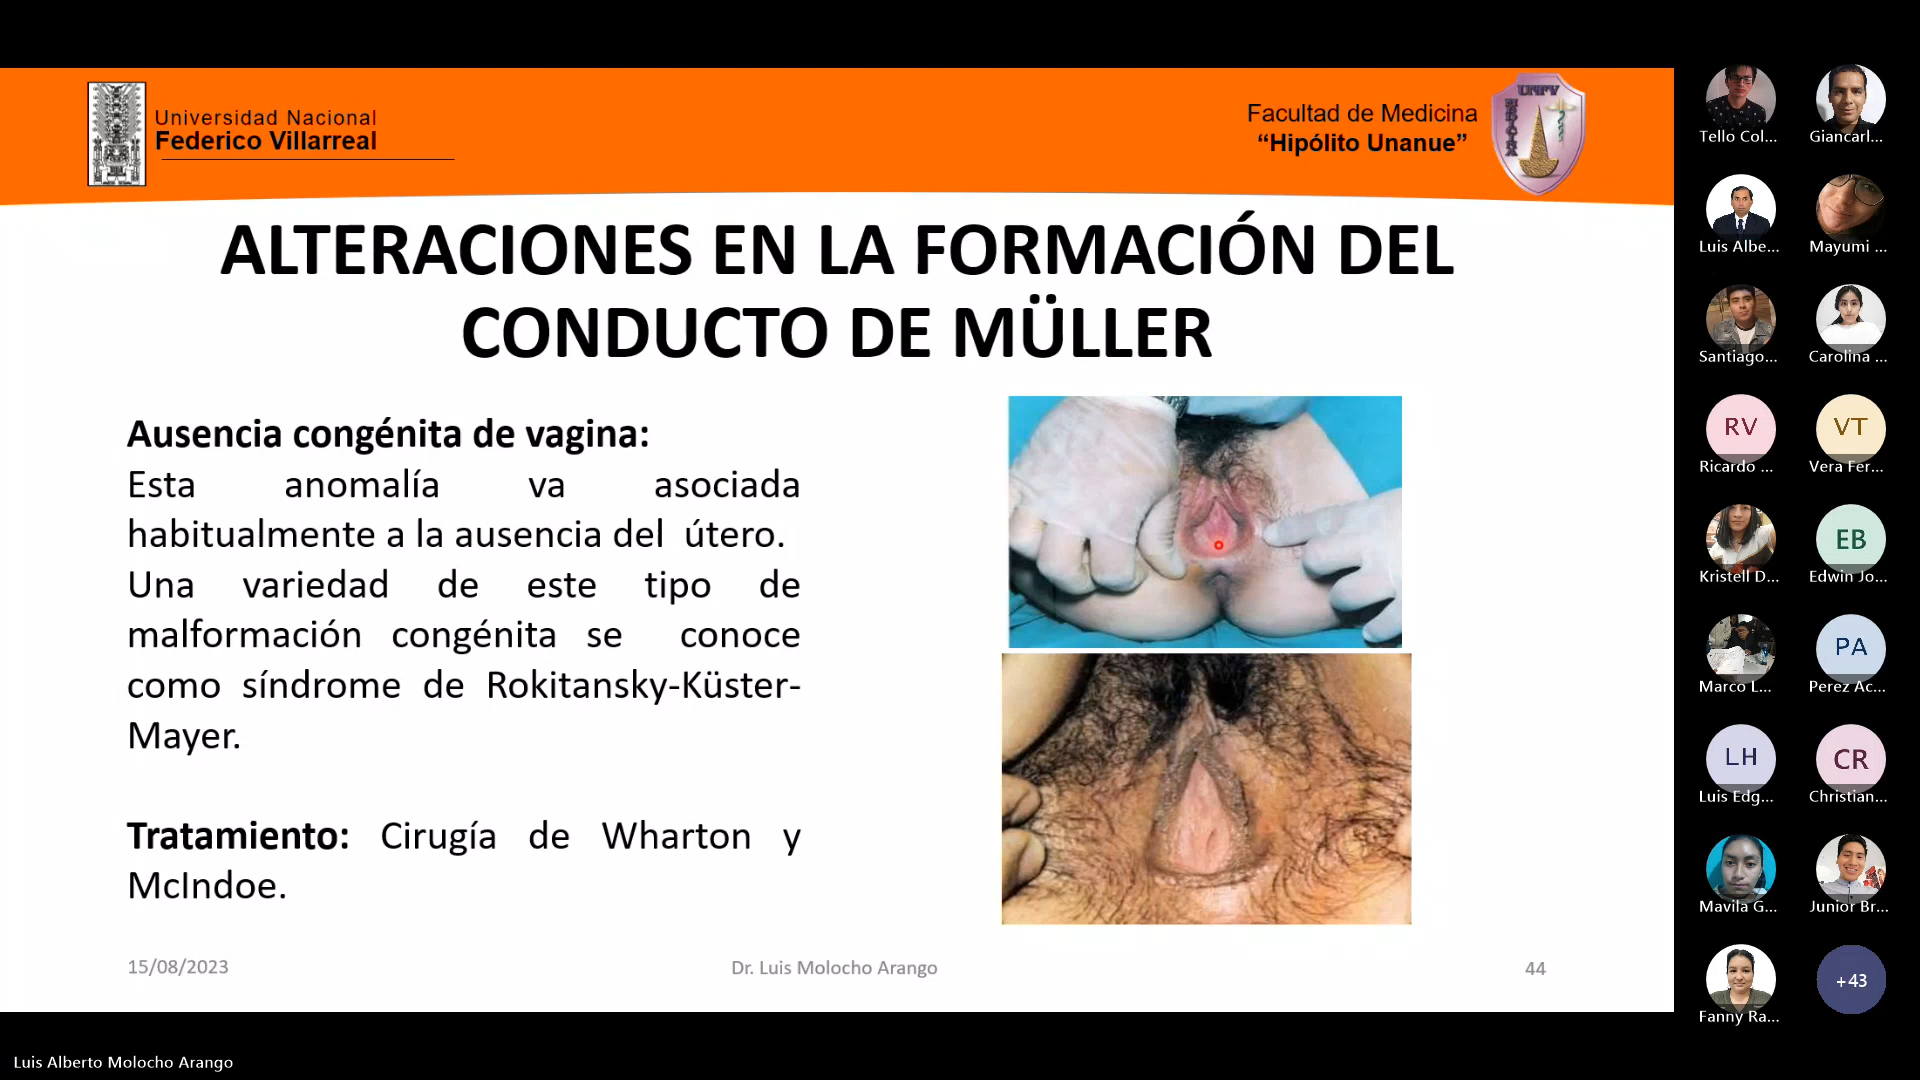 Universidad Nacional
Federico Villarreal
Facultad de Medicina
“Hipólito Unanue”
UNFV
ALTERACIONES EN LA FORMACIÓN DEL
CONDUCTO DE MÜLLER
Ausencia congénita de vagina:
Esta anomalía va asociada
habitualmente a la ausencia del útero.
Una variedad de este tipo de
malformación congénita se conoce
como síndrome de Rokitansky-Küster-
Mayer.
Tratamiento: Cirugía de Wharton y
McIndoe.
15/08/2023
Dr. Luis Molocho Arango
44
Tello Col...
Giancarl...
Luis Albe...
Mayumi ...
Santiago...
Carolina ...
RV
VT
Ricardo ...
Vera Fer...
EB
Kristell D...
Edwin Jo...
PA
Marco L...
Perez Ac...
LH
CR
Luis Edg...
Christian...
Mavila G...
Junior Br...
+43
Fanny Ra...
Luis Alberto Molocho Arango